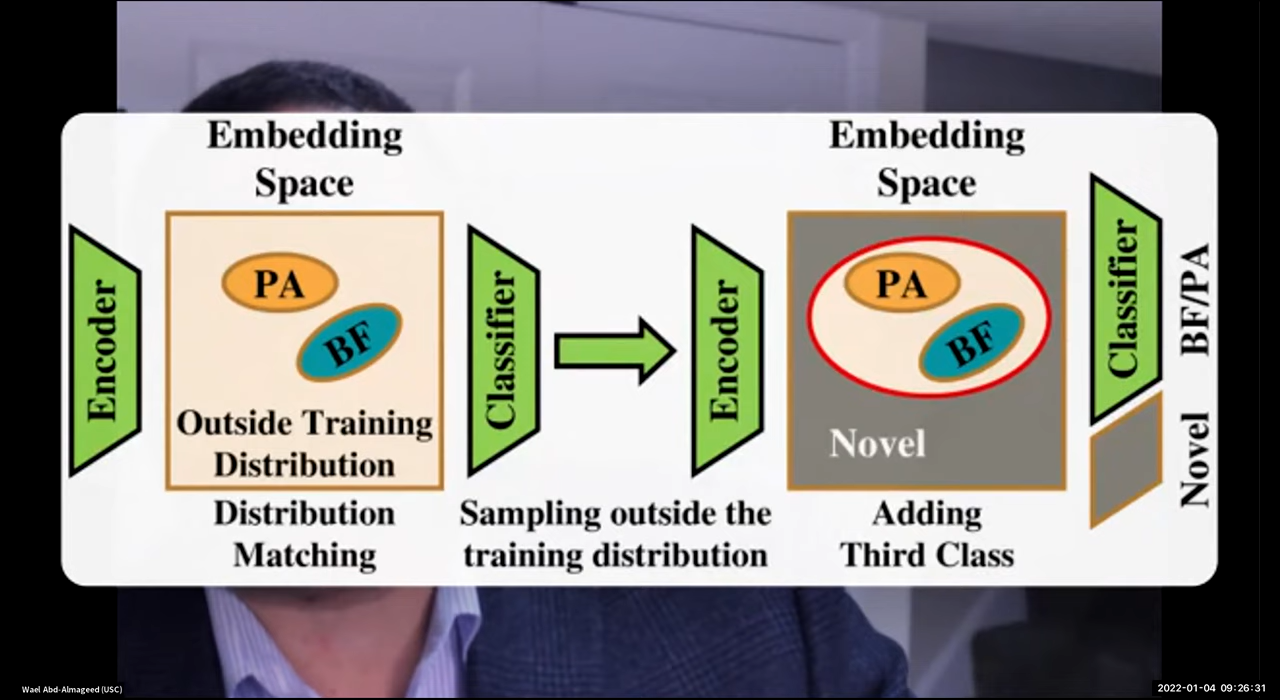 Embedding
Space
Encoder
PA
BF
Outside Training
Distribution
Distribution
Matching
Classifier
Sampling outside the
training distribution
Encoder
Embedding
Space
PA
BF
Novel
Adding
Third Class
Classifier
BF/PA
Novel
Wael Abd-Almageed (USC)
2022-01-04 09:26:31